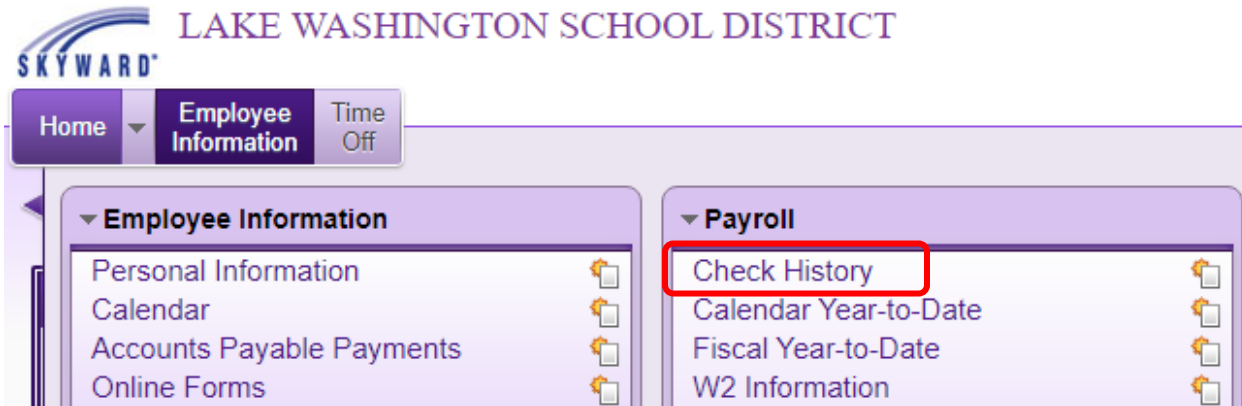 LAKE WASHINGTON SCHOOL DISTRICT
SKYWARD
Home
Employee
Information
Time
Off
Employee Information
Personal Information
Calendar
Accounts Payable Payments
Online Forms
Payroll
Check History
Calendar Year-to-Date
Fiscal Year-to-Date
W2 Information